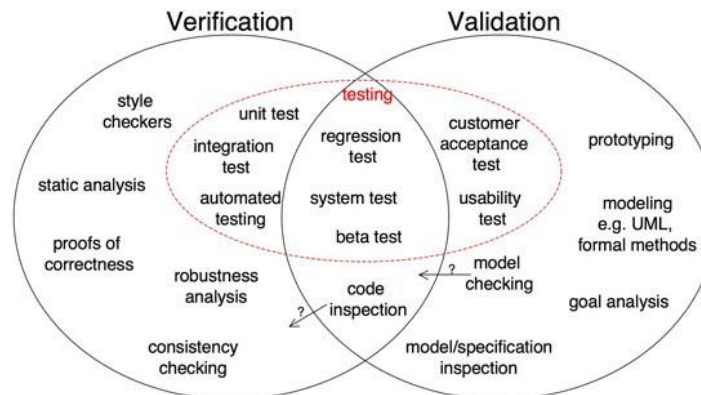 Verification
Validation
testing
style
checkers
unit test
integration
test
regression
test
customer
acceptance
test
prototyping
static analysis
automated
testing
system test
usability
test
modeling
e.g. UML,
formal methods
proofs of
correctness
beta test
robustness
analysis
?
code
inspection
?
model
checking
goal analysis
consistency
checking
model/specification
inspection